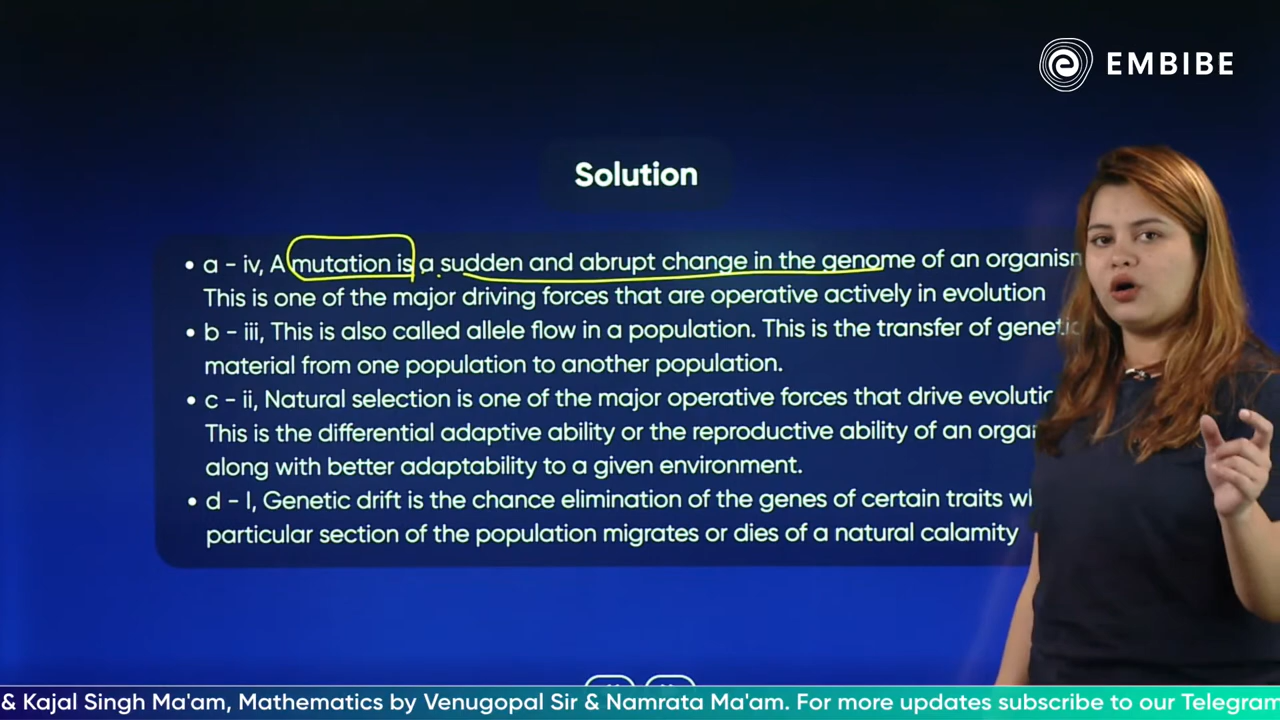 EMBIBE
Solution
• a - iv, A mutation is a sudden and abrupt change in the genome of an organism
This is one of the major driving forces that are operative actively in evolution
• b - iii, This is also called allele flow in a population. This is the transfer of genetic
material from one population to another population.
• c - ii, Natural selection is one of the major operative forces that drive
This is the differential adaptive ability or the reproductive ability of an
along with better adaptability to a given environment.
• d - I, Genetic drift is the chance elimination of the genes of certain traits
particular section of the population migrates or dies of a natural calamity
& Kajal Singh Ma'am, Mathematics by Venugopal Sir & Namrata Ma'am. For more updates subscribe to our Telegram